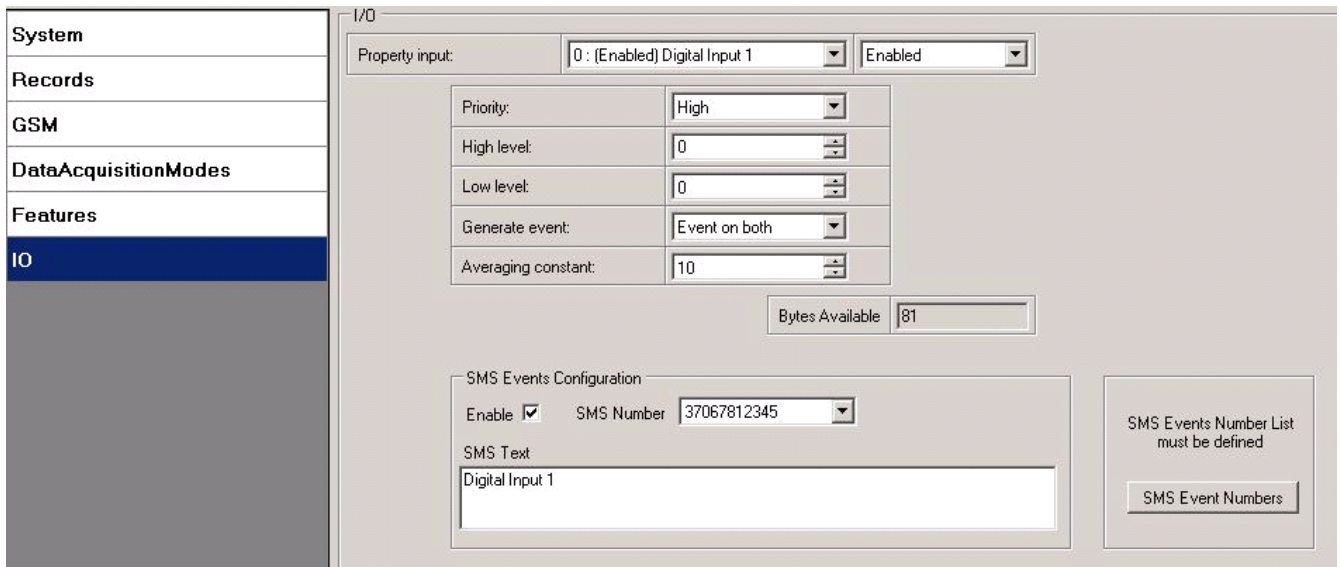 System
Records
GSM
DataAcquisitionModes
Features
IO
I/O
Property input: 0 : (Enabled) Digital Input 1 Enabled
Priority: High
High level: 0
Low level: 0
Generate event: Event on both
Averaging constant: 10
Bytes Available 81
SMS Events Configuration
Enable SMS Number 37067812345
SMS Text
Digital Input 1
SMS Events Number List
must be defined
SMS Event Numbers